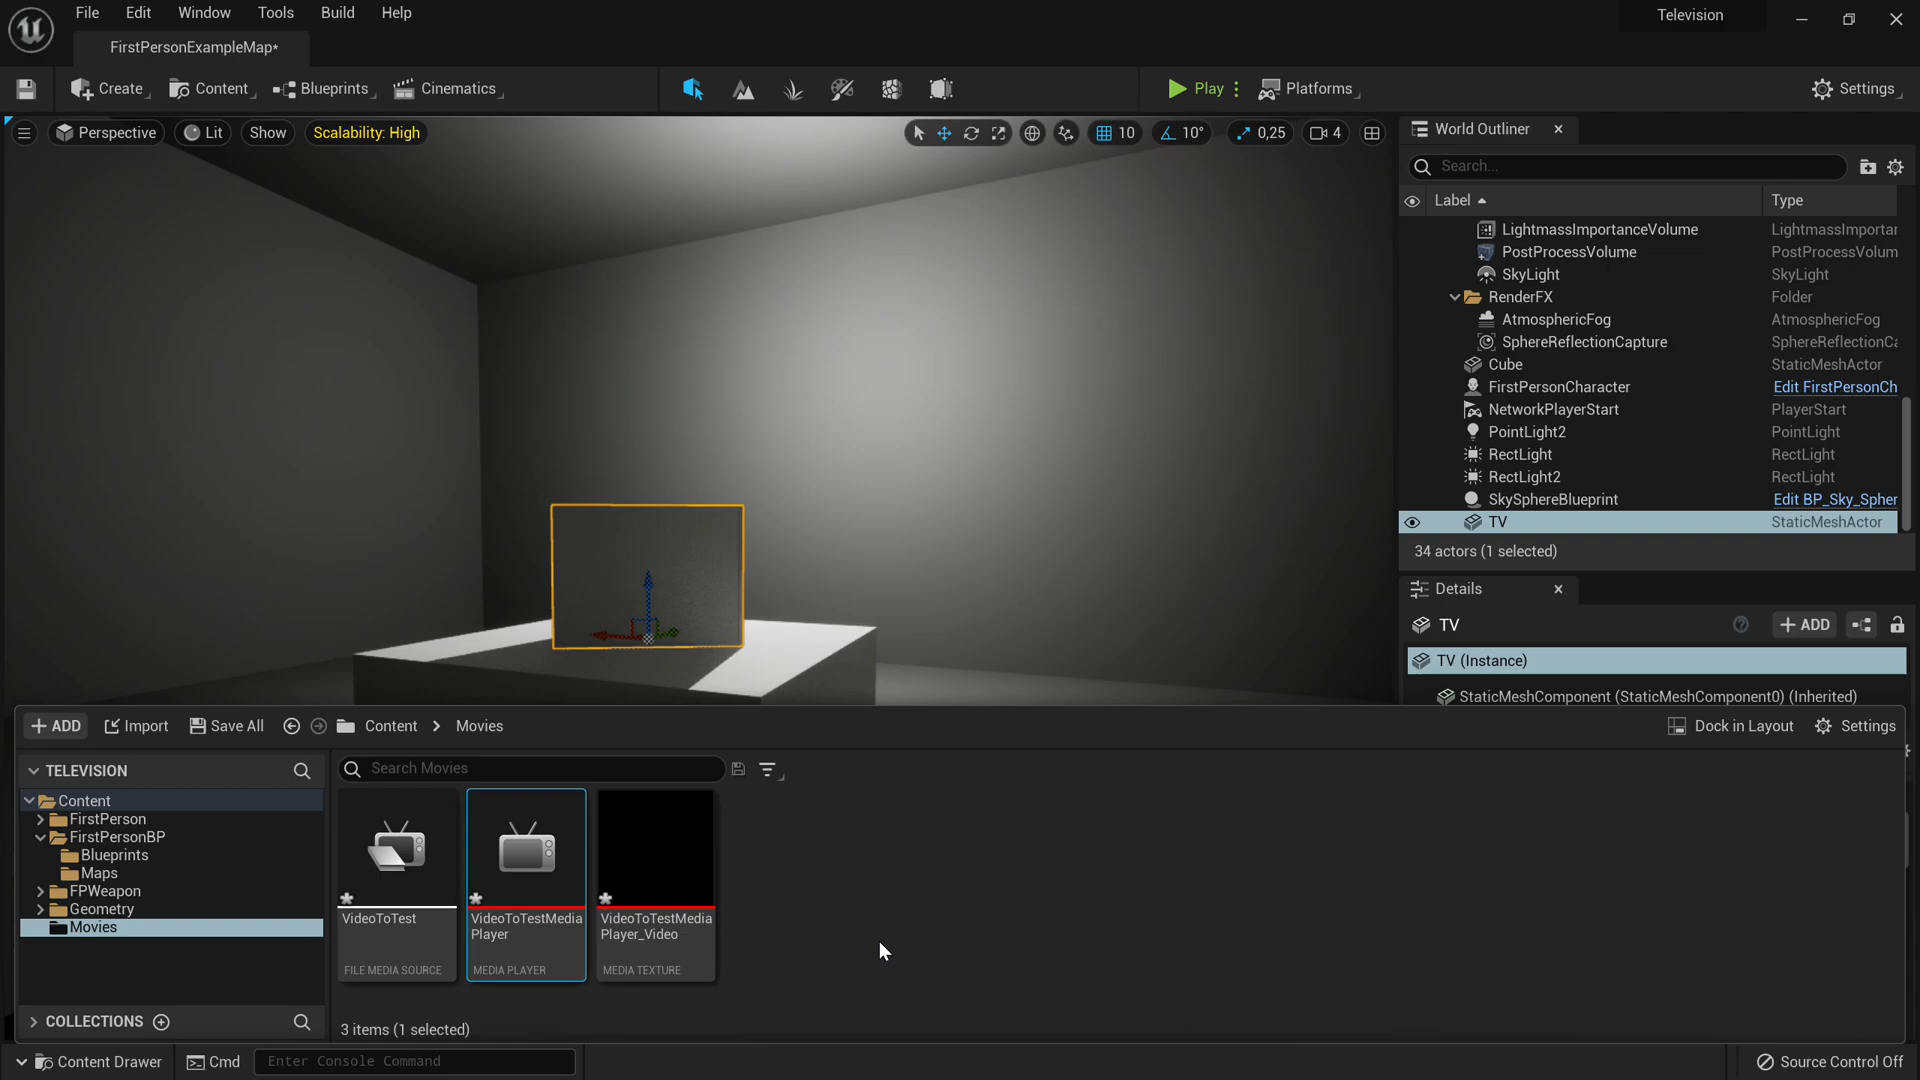 File Edit Window Tools Build Help
Television
FirstPersonExampleMap*
Create Content Blueprints Cinematics
Play Platforms
Settings
Perspective Lit Show Scalability: High
10 10° 0,25 4
World Outliner
Search...
Label Type
LightmassImportanceVolume LightmassImportan
PostProcessVolume PostProcessVolum
SkyLight SkyLight
RenderFX Folder
AtmosphericFog AtmosphericFog
SphereReflectionCapture SphereReflectionCa
Cube StaticMeshActor
FirstPersonCharacter Edit FirstPersonCh
NetworkPlayerStart PlayerStart
PointLight2 PointLight
RectLight RectLight
RectLight2 RectLight
SkySphereBlueprint Edit BP_Sky_Spher
TV StaticMeshActor
34 actors (1 selected)
Details
TV
ADD
TV (Instance)
StaticMeshComponent (StaticMeshComponent0) (Inherited)
ADD Import Save All Content Movies
Dock in Layout Settings
TELEVISION
Search Movies
Content
FirstPerson
FirstPersonBP
Blueprints
Maps
FPWeapon
Geometry
Movies
VideoToTest
FILE MEDIA SOURCE
VideoToTestMedia
Player
MEDIA PLAYER
VideoToTestMedia
Player_Video
MEDIA TEXTURE
COLLECTIONS
3 items (1 selected)
Content Drawer Cmd Enter Console Command
Source Control Off